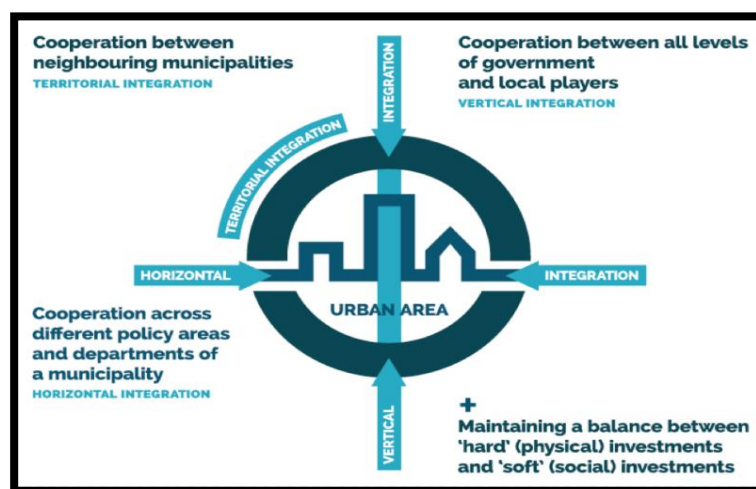 Cooperation between
neighbouring municipalities
TERRITORIAL INTEGRATION
Cooperation between all levels
of government
and local players
VERTICAL INTEGRATION
INTEGRATION
TERRITORIAL INTEGRATION
HORIZONTAL
INTEGRATION
URBAN AREA
Cooperation across
different policy areas
and departments of
a municipality
HORIZONTAL INTEGRATION
VERTICAL
+
Maintaining a balance between
‘hard’ (physical) investments
and ‘soft’ (social) investments